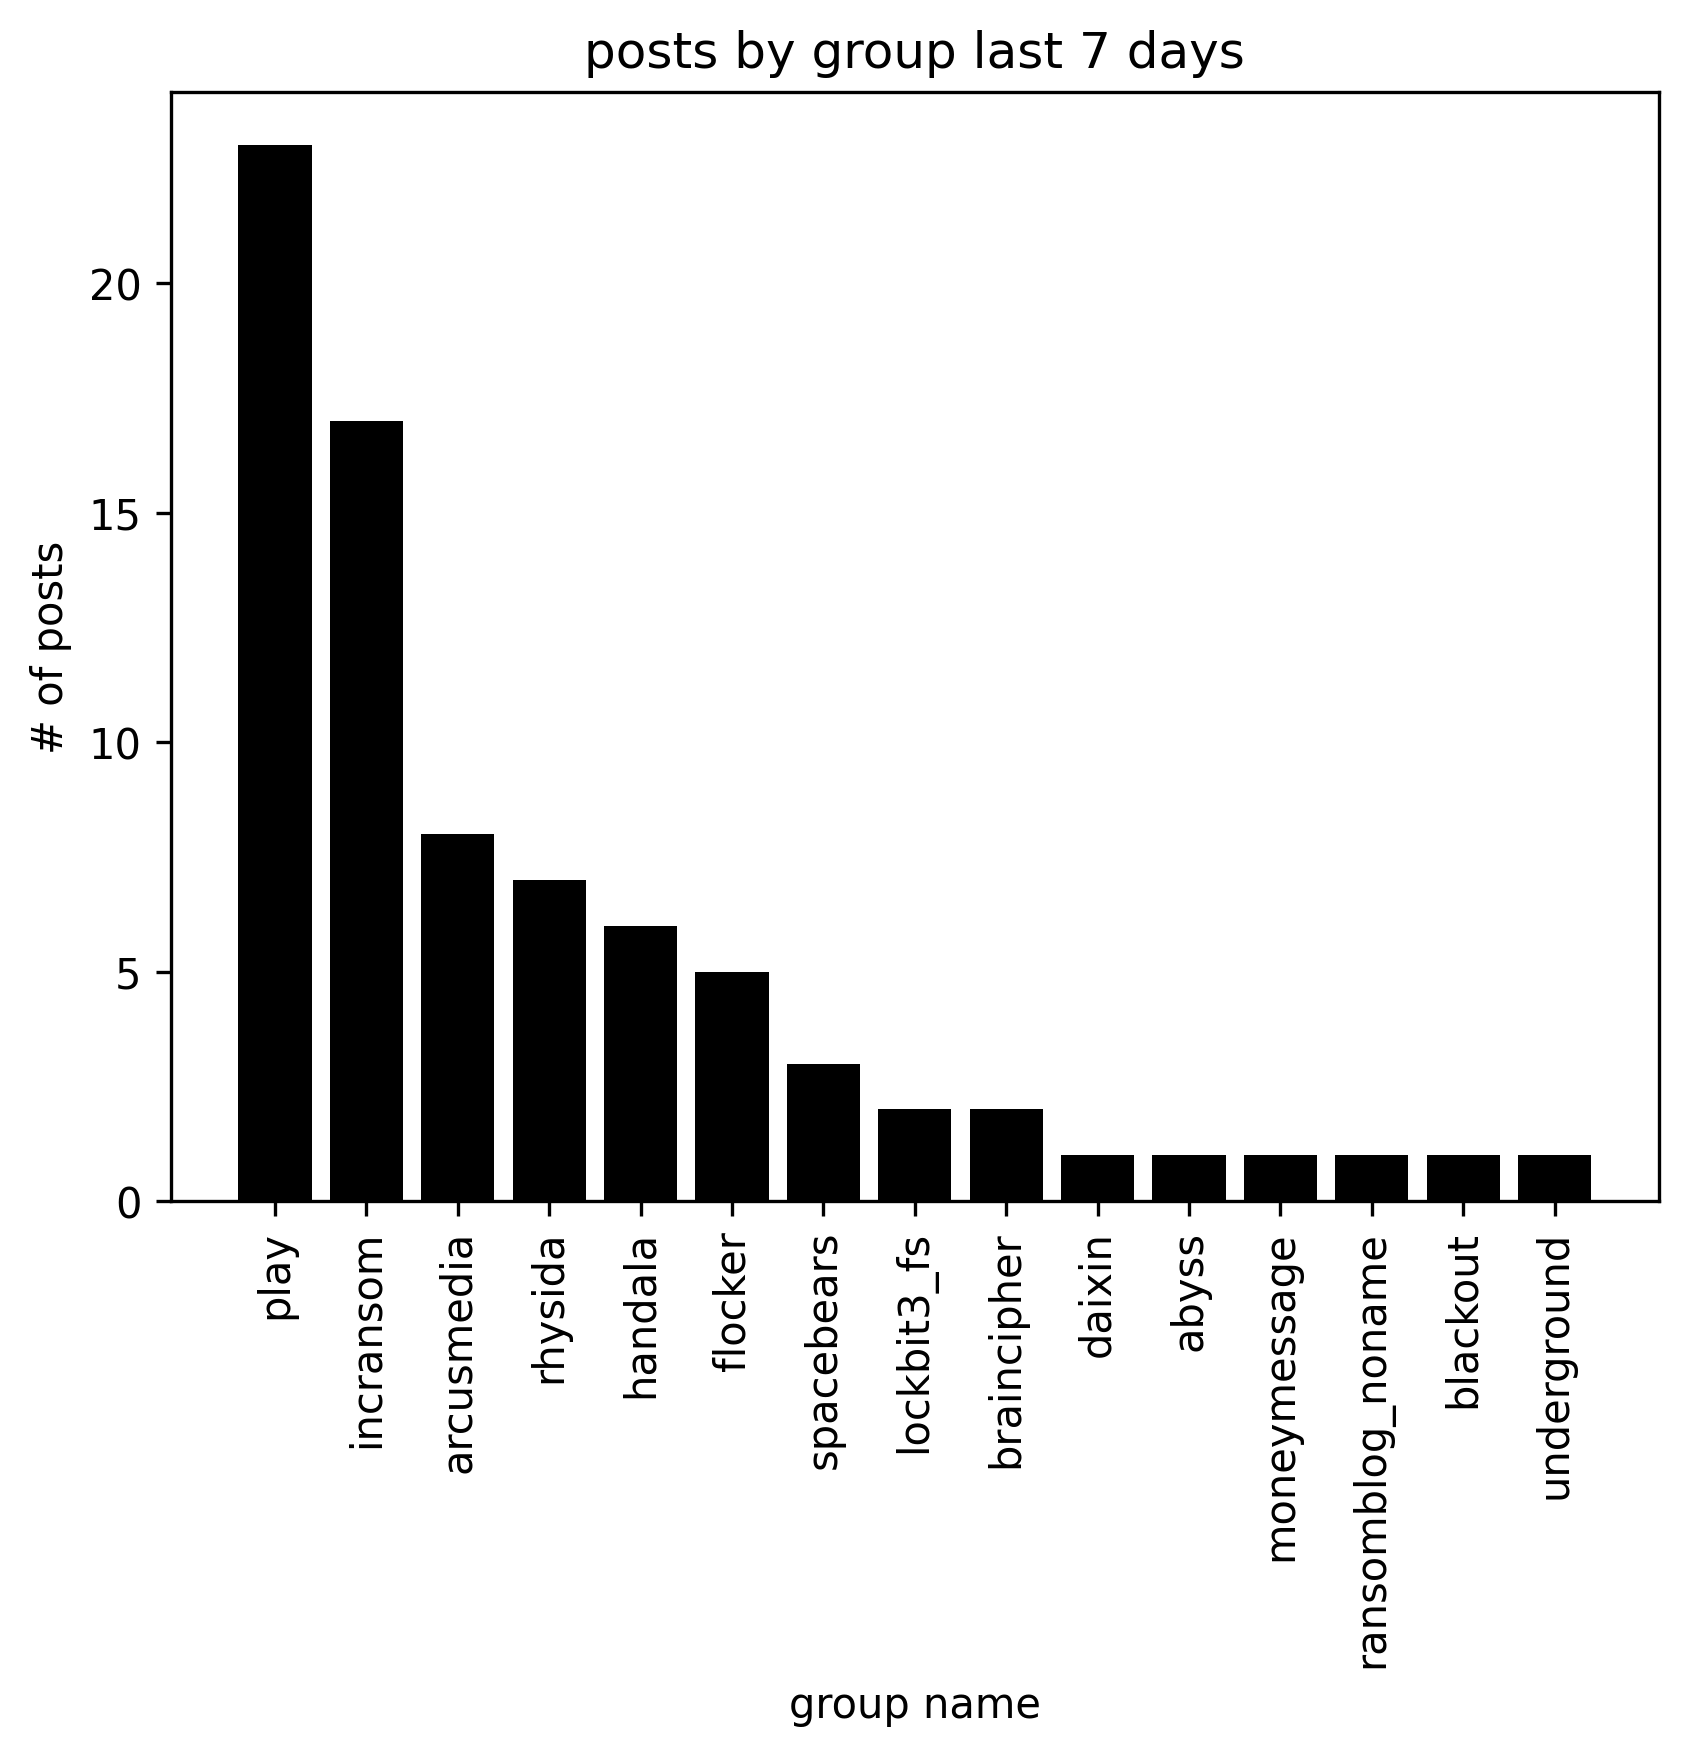 posts by group last 7 days
# of posts
20
15
10
5
0
play
incransom
arcusmedia
rhysida
handala
flocker
spacebears
lockbit3_fs
braincipher
daixin
abyss
moneymessage
ransomblog_noname
blackout
underground
group name